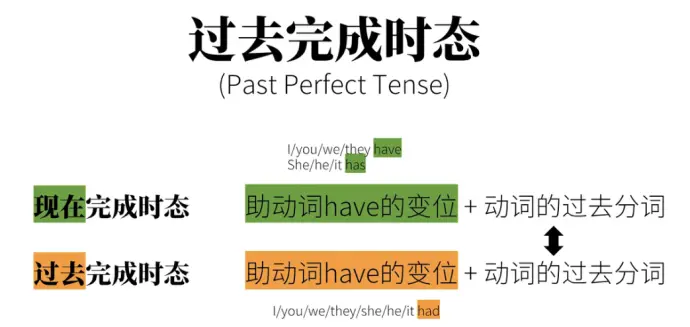 过去完成时态
(Past Perfect Tense)
I/you/we/they have
She/he/it has
现在完成时态 助动词have的变位 + 动词的过去分词
过去完成时态 助动词have的变位 + 动词的过去分词
I/you/we/they/she/he/it had